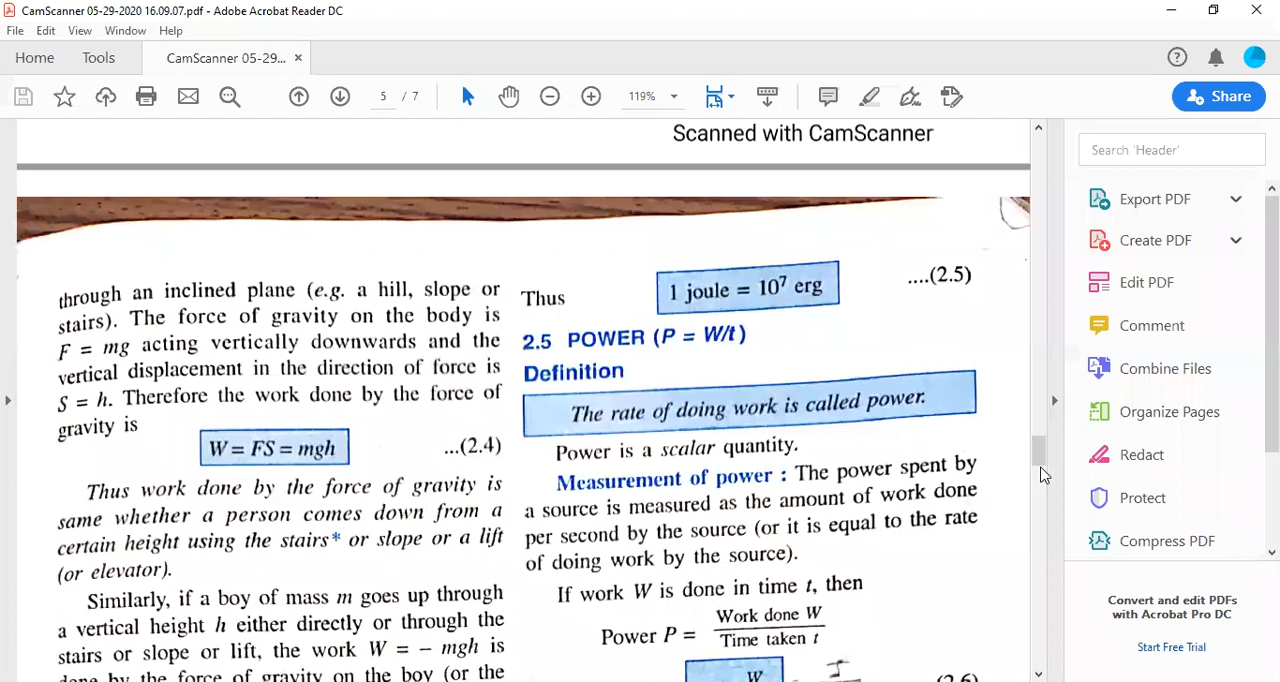 CamScanner 05-29-2020 16.09.07.pdf - Adobe Acrobat Reader DC
File Edit View Window Help
Home Tools CamScanner 05-29... ×
5 / 7 119% Share
Scanned with CamScanner
through an inclined plane (e.g. a hill, slope or
stairs). The force of gravity on the body is
F = mg acting vertically downwards and the
vertical displacement in the direction of force is
S = h. Therefore the work done by the force of
gravity is
W = FS = mgh ...(2.4)
Thus work done by the force of gravity is
same whether a person comes down from a
certain height using the stairs* or slope or a lift
(or elevator).
Similarly, if a boy of mass m goes up through
a vertical height h either directly or through the
stairs or slope or lift, the work W = – mgh is
done by the force of gravity on the boy (or the
Thus 1 joule = 10⁷ erg ....(2.5)
2.5 POWER (P = W/t)
Definition
The rate of doing work is called power.
Power is a scalar quantity.
Measurement of power : The power spent by
a source is measured as the amount of work done
per second by the source (or it is equal to the rate
of doing work by the source).
If work W is done in time t, then
Power P = Work done W / Time taken t
W (2.6)
Search 'Header'
Export PDF
Create PDF
Edit PDF
Comment
Combine Files
Organize Pages
Redact
Protect
Compress PDF
Convert and edit PDFs
with Acrobat Pro DC
Start Free Trial